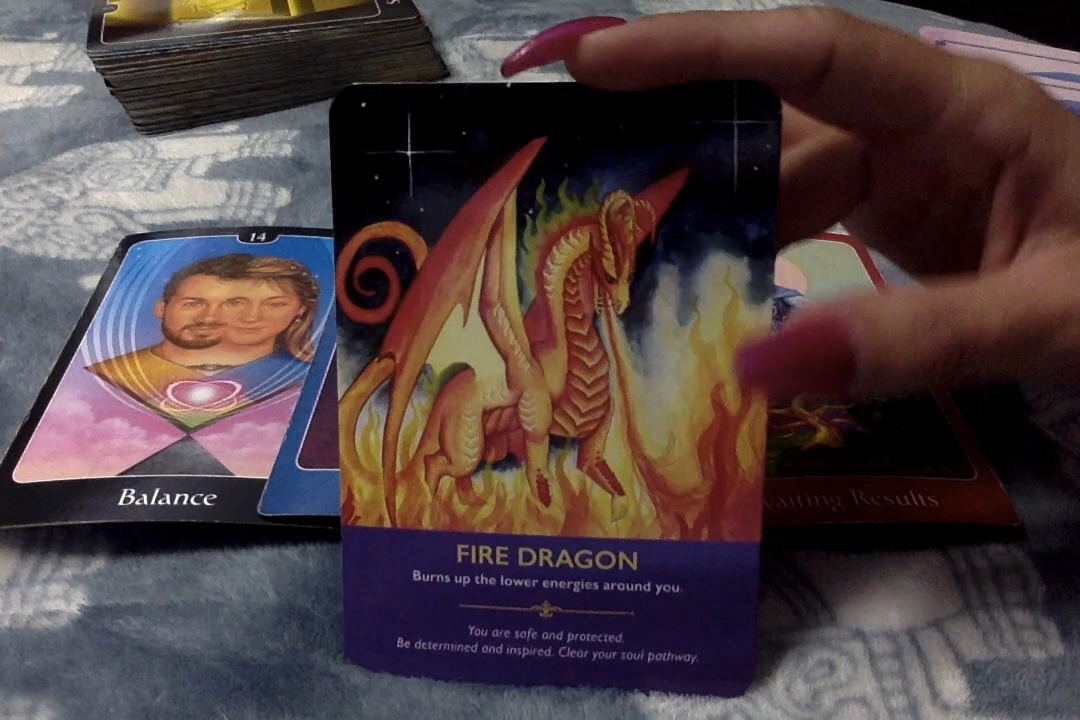 14
Balance
FIRE DRAGON
Burns up the lower energies around you.
You are safe and protected.
Be determined and inspired. Clear your soul pathway.
Results